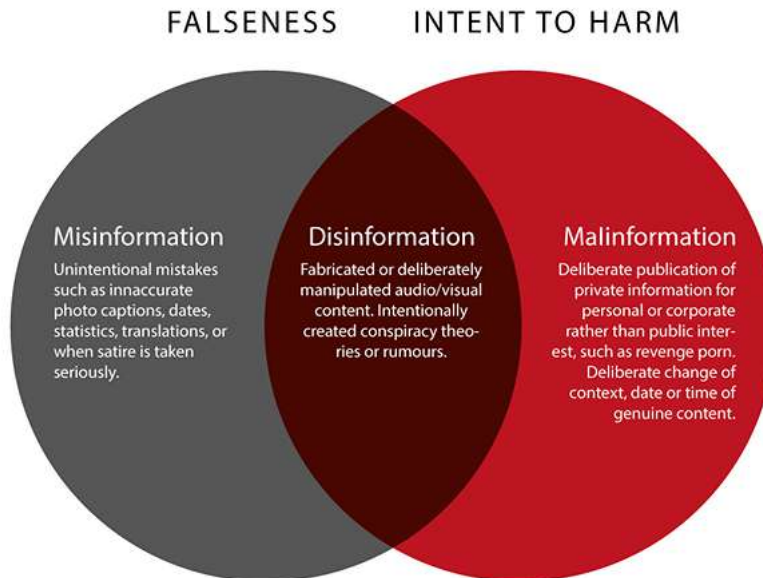 FALSENESS INTENT TO HARM
Misinformation
Unintentional mistakes
such as innaccurate
photo captions, dates,
statistics, translations, or
when satire is taken
seriously.
Disinformation
Fabricated or deliberately
manipulated audio/visual
content. Intentionally
created conspiracy theo-
ries or rumours.
Malinformation
Deliberate publication of
private information for
personal or corporate
rather than public inter-
est, such as revenge porn.
Deliberate change of
context, date or time of
genuine content.